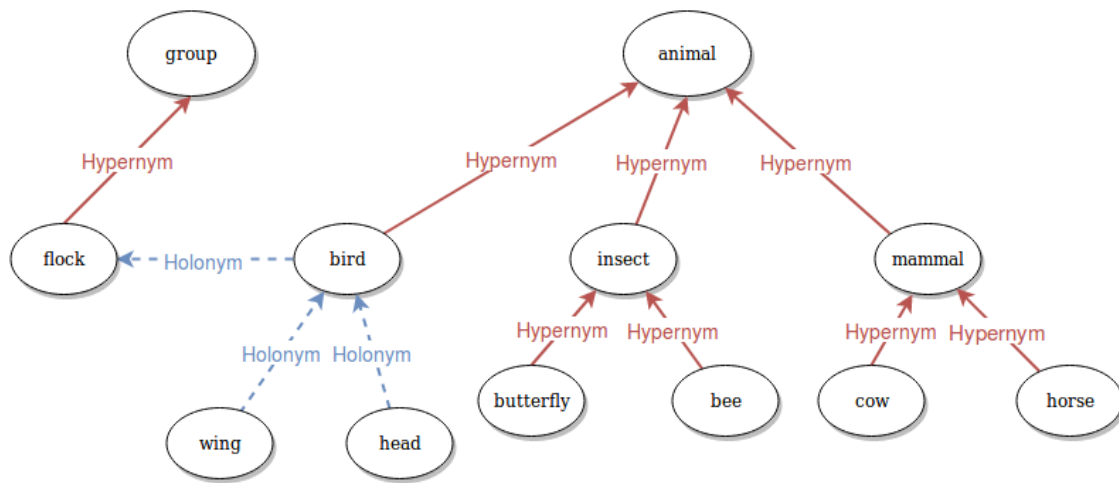 group
animal
Hypernym
Hypernym
Hypernym
Hypernym
flock
Holonym
bird
insect
mammal
Hypernym
Hypernym
Hypernym
Hypernym
Holonym
Holonym
butterfly
bee
cow
horse
wing
head